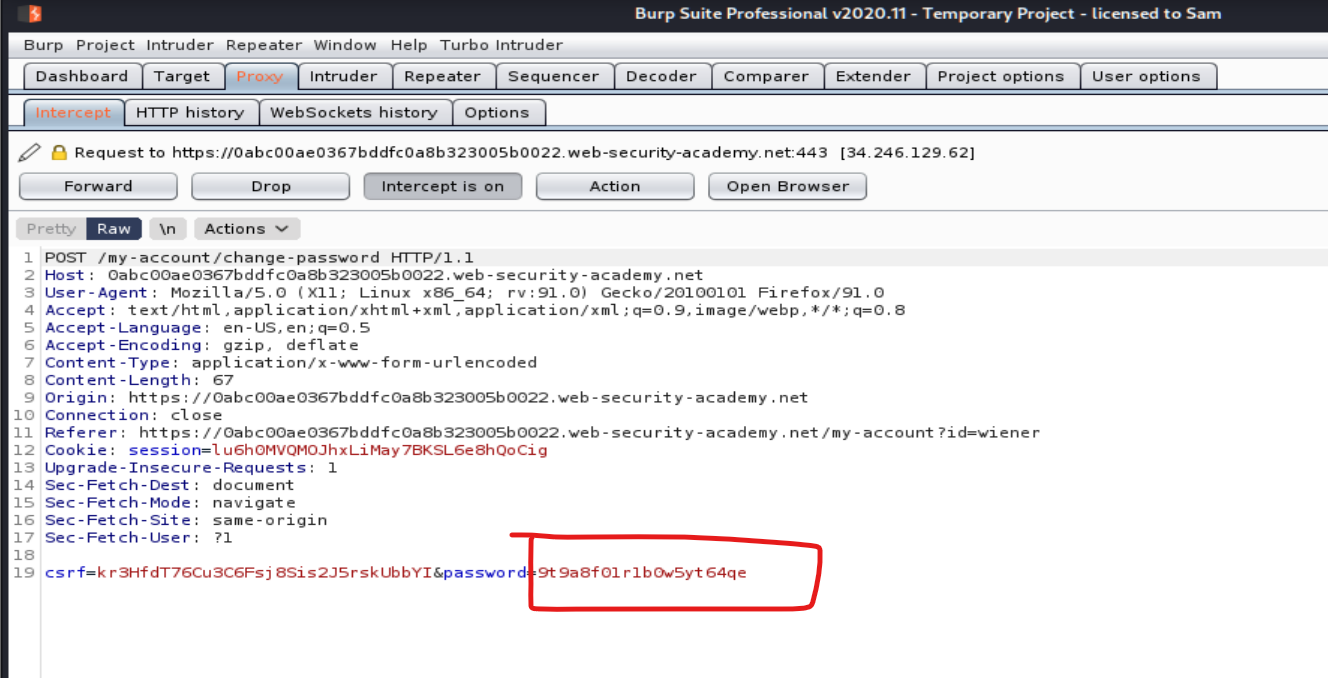 Burp Suite Professional v2020.11 - Temporary Project - licensed to Sam
Burp Project Intruder Repeater Window Help Turbo Intruder
Dashboard Target Proxy Intruder Repeater Sequencer Decoder Comparer Extender Project options User options
Intercept HTTP history WebSockets history Options
Request to https://0abc00ae0367bddfc0a8b323005b0022.web-security-academy.net:443 [34.246.129.62]
Forward Drop Intercept is on Action Open Browser
Pretty Raw \n Actions
1 POST /my-account/change-password HTTP/1.1
2 Host: 0abc00ae0367bddfc0a8b323005b0022.web-security-academy.net
3 User-Agent: Mozilla/5.0 (X11; Linux x86_64; rv:91.0) Gecko/20100101 Firefox/91.0
4 Accept: text/html,application/xhtml+xml,application/xml;q=0.9,image/webp,*/*;q=0.8
5 Accept-Language: en-US,en;q=0.5
6 Accept-Encoding: gzip, deflate
7 Content-Type: application/x-www-form-urlencoded
8 Content-Length: 67
9 Origin: https://0abc00ae0367bddfc0a8b323005b0022.web-security-academy.net
10 Connection: close
11 Referer: https://0abc00ae0367bddfc0a8b323005b0022.web-security-academy.net/my-account?id=wiener
12 Cookie: session=lu6h0MVQMOJhxLiMay7BKSL6e8hQoCig
13 Upgrade-Insecure-Requests: 1
14 Sec-Fetch-Dest: document
15 Sec-Fetch-Mode: navigate
16 Sec-Fetch-Site: same-origin
17 Sec-Fetch-User: ?1
18
19 csrf=kr3HfdT76Cu3C6Fsj8Sis2J5rskUbbYI&password=9t9a8f01r1b0w5yt64qe